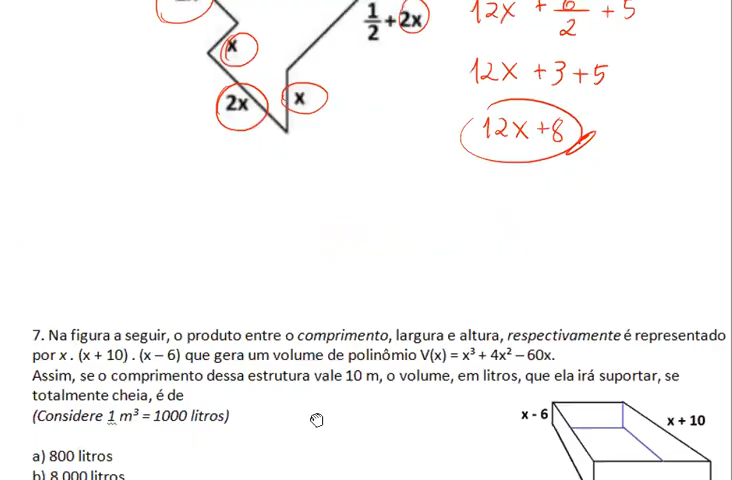 1/2 + 2x
12x + 6/2 + 5
x
12x + 3 + 5
2x
x
12x + 8
7. Na figura a seguir, o produto entre o comprimento, largura e altura, respectivamente é representado
por x . (x + 10) . (x – 6) que gera um volume de polinômio V(x) = x³ + 4x² – 60x.
Assim, se o comprimento dessa estrutura vale 10 m, o volume, em litros, que ela irá suportar, se
totalmente cheia, é de
(Considere 1 m³ = 1000 litros)
x - 6
x + 10
a) 800 litros
b) 8 000 litros